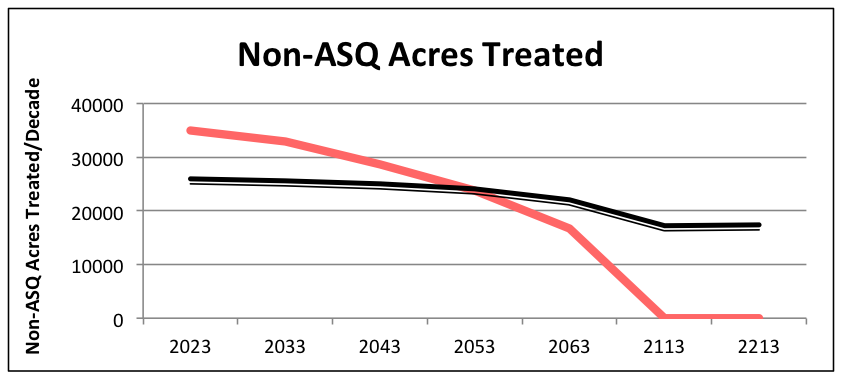 Non-ASQ Acres Treated
Non-ASQ Acres Treated/Decade
40000
30000
20000
10000
0
2023 2033 2043 2053 2063 2113 2213